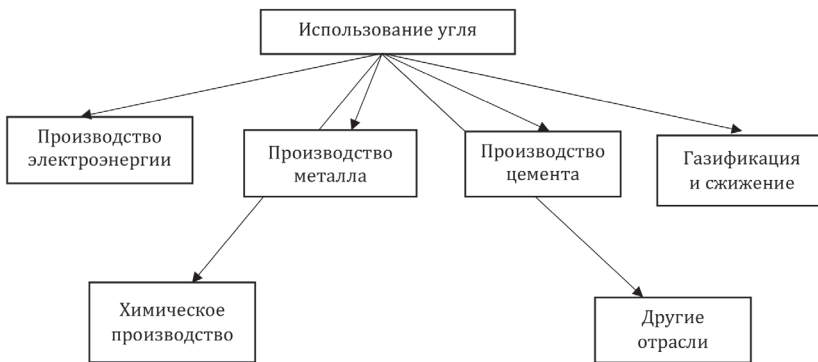 Использование угля
Производство
электроэнергии
Производство
металла
Производство
цемента
Газификация
и сжижение
Химическое
производство
Другие
отрасли